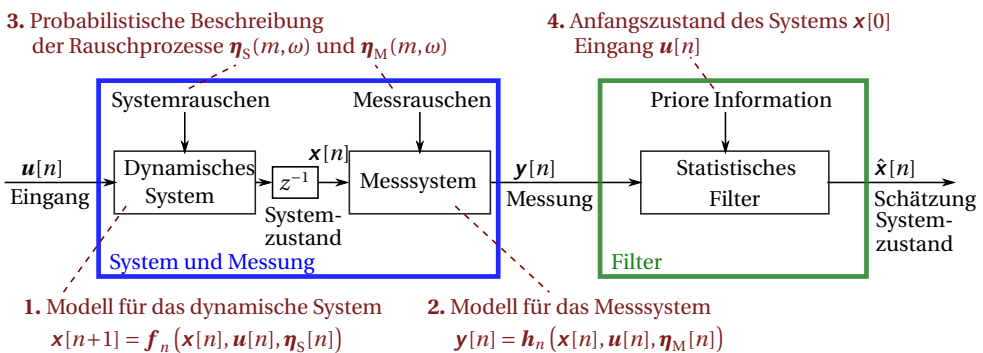 3. Probabilistische Beschreibung
der Rauschprozesse η_S(m,ω) und η_M(m,ω)
4. Anfangszustand des Systems x[0]
Eingang u[n]
Systemrauschen
Messrauschen
Priore Information
u[n]
Eingang
Dynamisches
System
z⁻¹
x[n]
System-
zustand
Messsystem
y[n]
Messung
Statistisches
Filter
x̂[n]
Schätzung
System-
zustand
System und Messung
Filter
1. Modell für das dynamische System
x[n+1] = f_n(x[n], u[n], η_S[n])
2. Modell für das Messsystem
y[n] = h_n(x[n], u[n], η_M[n])